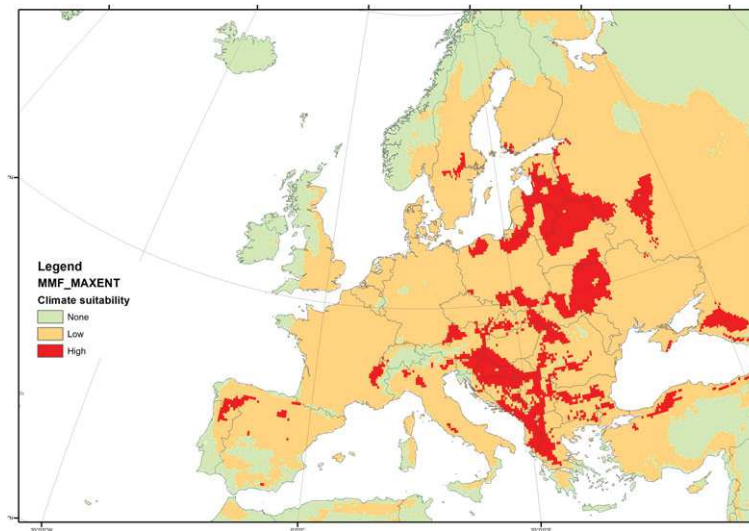 Legend
MMF_MAXENT
Climate suitability
None
Low
High